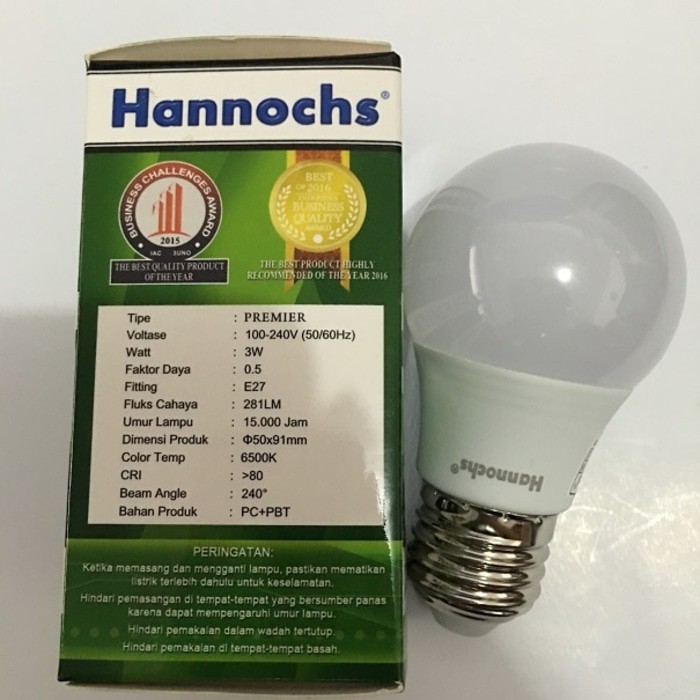 Hannochs®
BUSINESS CHALLENGES AWARD
2015
IAC SUNO
THE BEST QUALITY PRODUCT
OF THE YEAR
BEST
OF 2016
BUSINESS
QUALITY
AWARD
THE BEST PRODUCT HIGHLY
RECOMMENDED OF THE YEAR 2016
Tipe : PREMIER
Voltase : 100-240V (50/60Hz)
Watt : 3W
Faktor Daya : 0.5
Fitting : E27
Fluks Cahaya : 281LM
Umur Lampu : 15.000 Jam
Dimensi Produk : Φ50x91mm
Color Temp : 6500K
CRI : >80
Beam Angle : 240°
Bahan Produk : PC+PBT
PERINGATAN:
Ketika memasang dan mengganti lampu, pastikan mematikan
listrik terlebih dahulu untuk keselamatan.
Hindari pemasangan di tempat-tempat yang bersumber panas
karena dapat mempengaruhi umur lampu.
Hindari pemakaian dalam wadah tertutup.
Hindari pemakaian di tempat-tempat basah.
Hannochs®